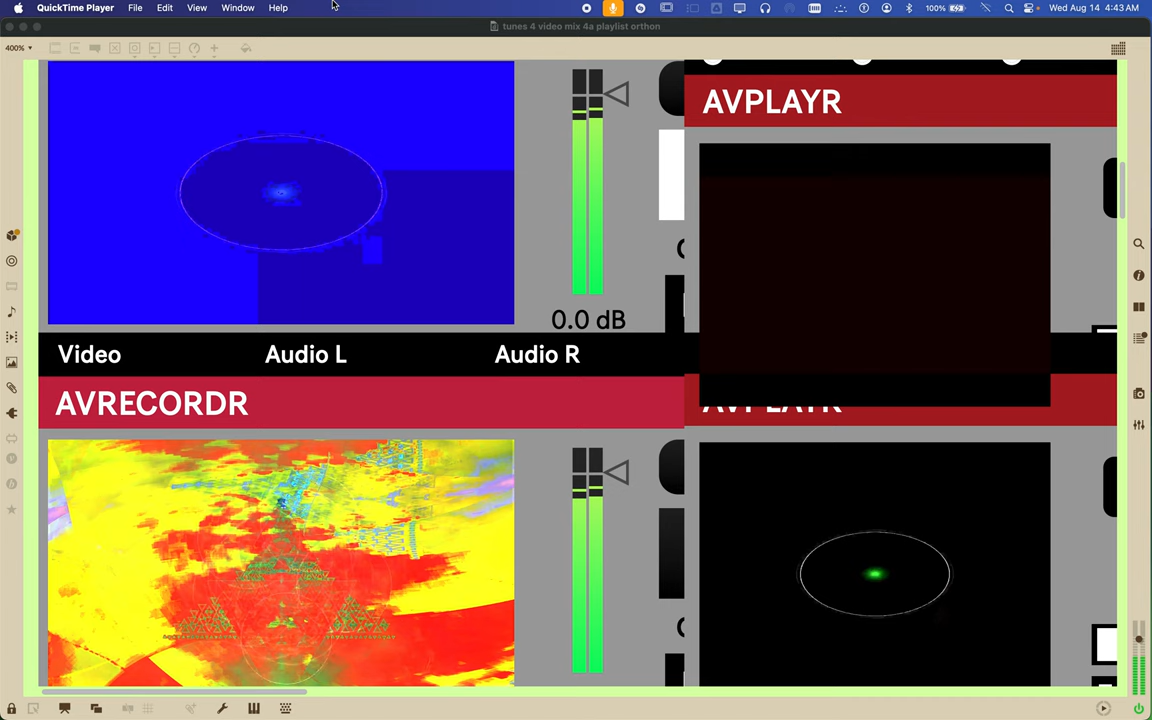 QuickTime Player File Edit View Window Help 100% Wed Aug 14 4:43 AM
tunes 4 video mix 4a playlist orthon
400%
AVPLAYR
0.0 dB
Video Audio L Audio R
AVRECORDR